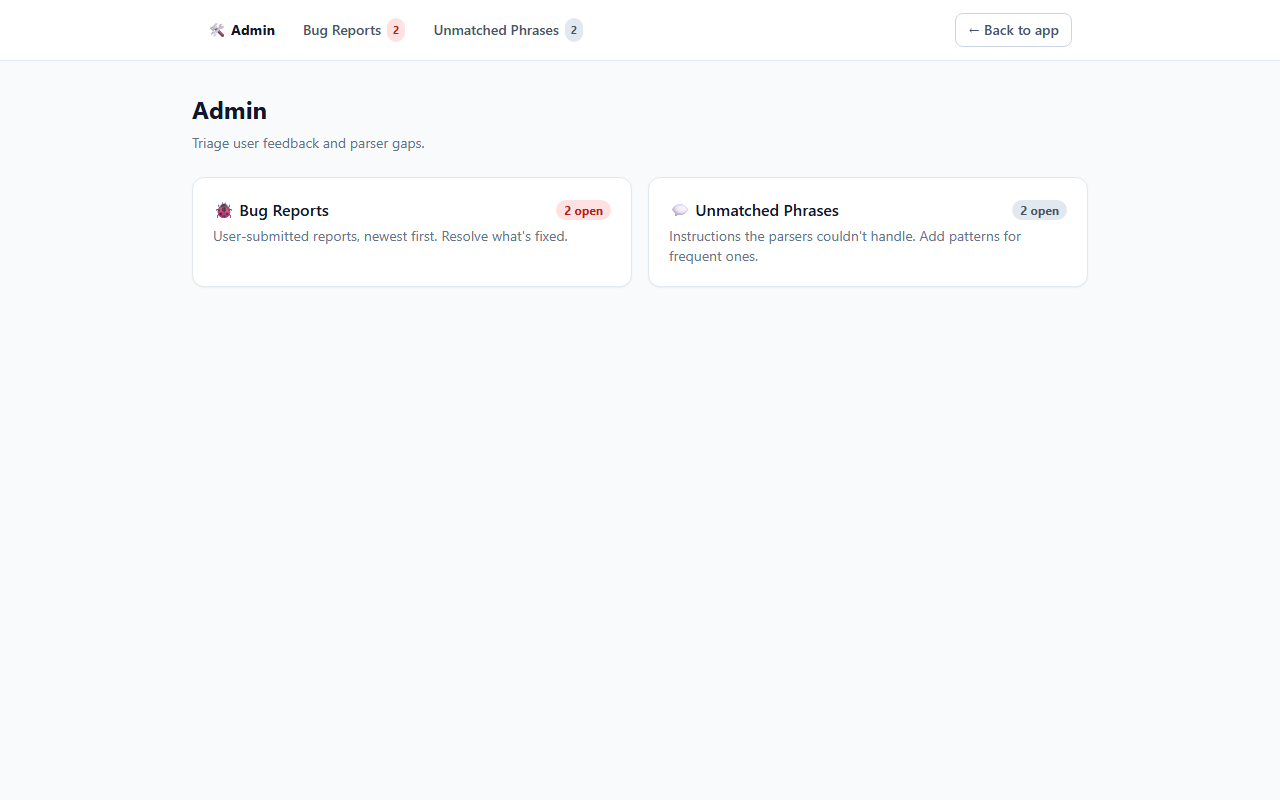 Admin
Bug Reports 2
Unmatched Phrases 2
← Back to app
Admin
Triage user feedback and parser gaps.
Bug Reports
2 open
User-submitted reports, newest first. Resolve what's fixed.
Unmatched Phrases
2 open
Instructions the parsers couldn't handle. Add patterns for
frequent ones.